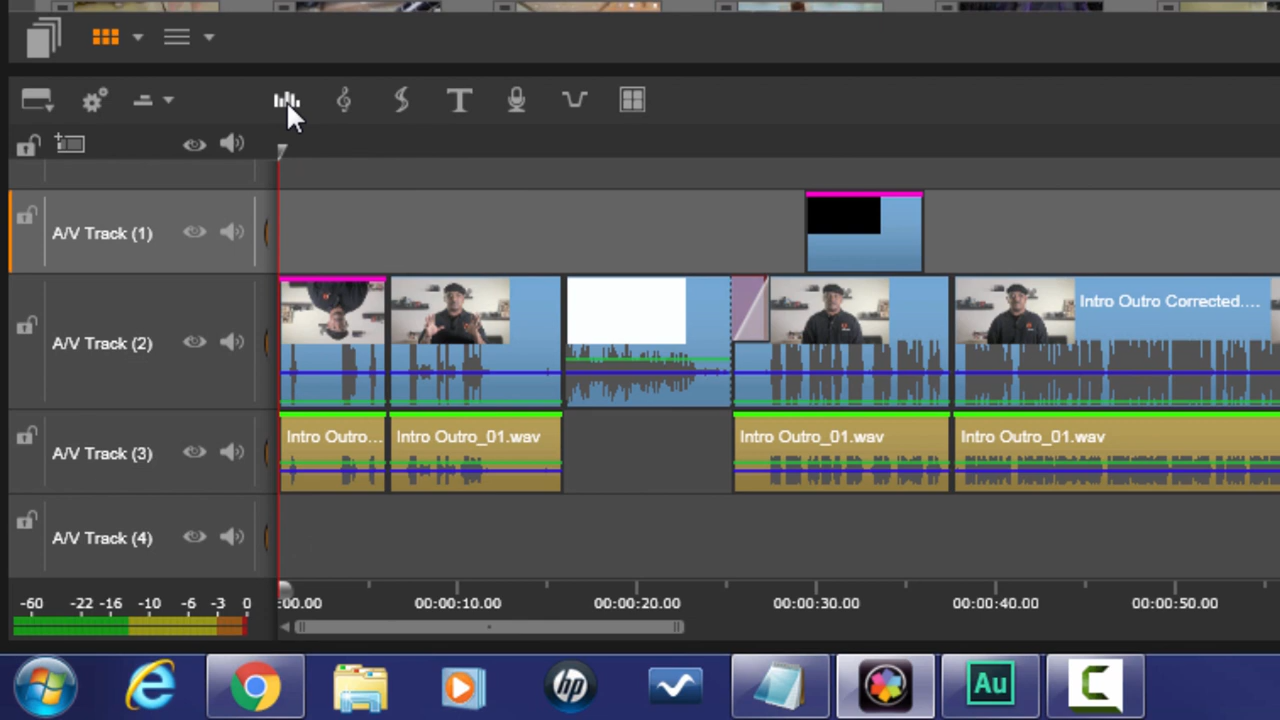 A/V Track (1)
A/V Track (2)
Intro Outro Corrected....
A/V Track (3)
Intro Outro...
Intro Outro_01.wav
Intro Outro_01.wav
Intro Outro_01.wav
A/V Track (4)
-60 -22 -16 -10 -6 -3 0
:00.00 00:00:10.00 00:00:20.00 00:00:30.00 00:00:40.00 00:00:50.00
hp
Au